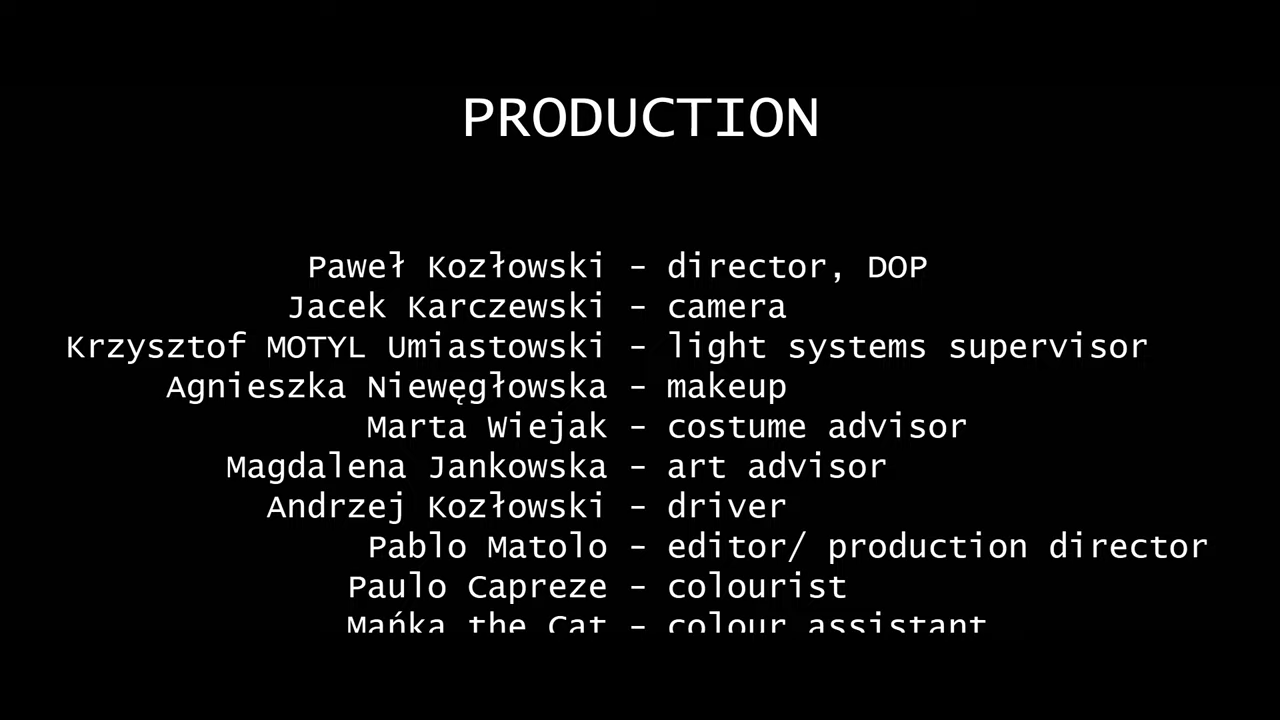 PRODUCTION
Paweł Kozłowski - director, DOP
Jacek Karczewski - camera
Krzysztof MOTYL Umiastowski - light systems supervisor
Agnieszka Niewęgłowska - makeup
Marta Wiejak - costume advisor
Magdalena Jankowska - art advisor
Andrzej Kozłowski - driver
Pablo Matolo - editor/ production director
Paulo Capreze - colourist
Mańka the Cat - colour assistant